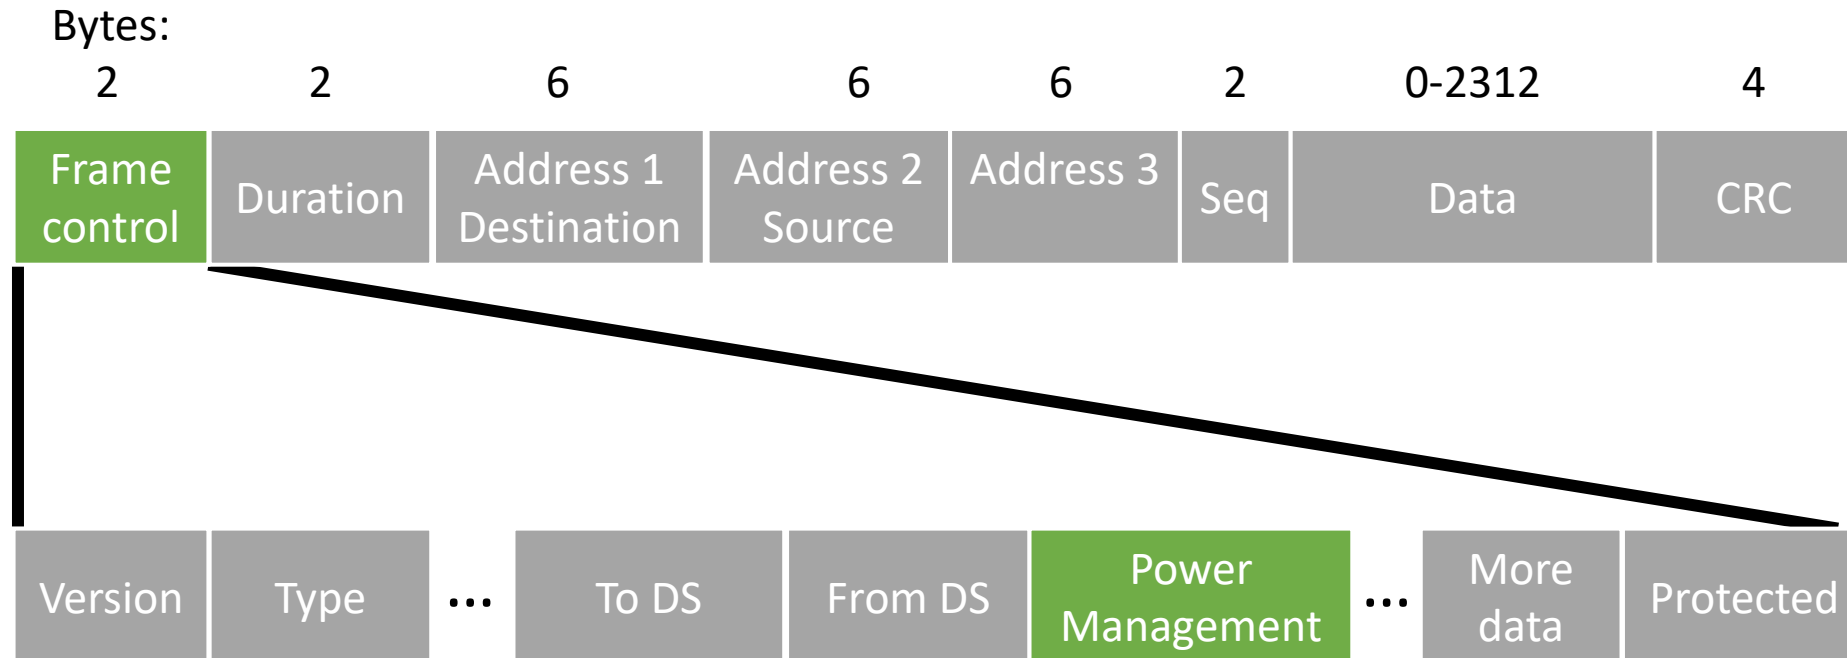 Bytes:
2 2 6 6 6 2 0-2312 4
Frame control Duration Address 1 Destination Address 2 Source Address 3 Seq Data CRC
Version Type ... To DS From DS Power Management ... More data Protected